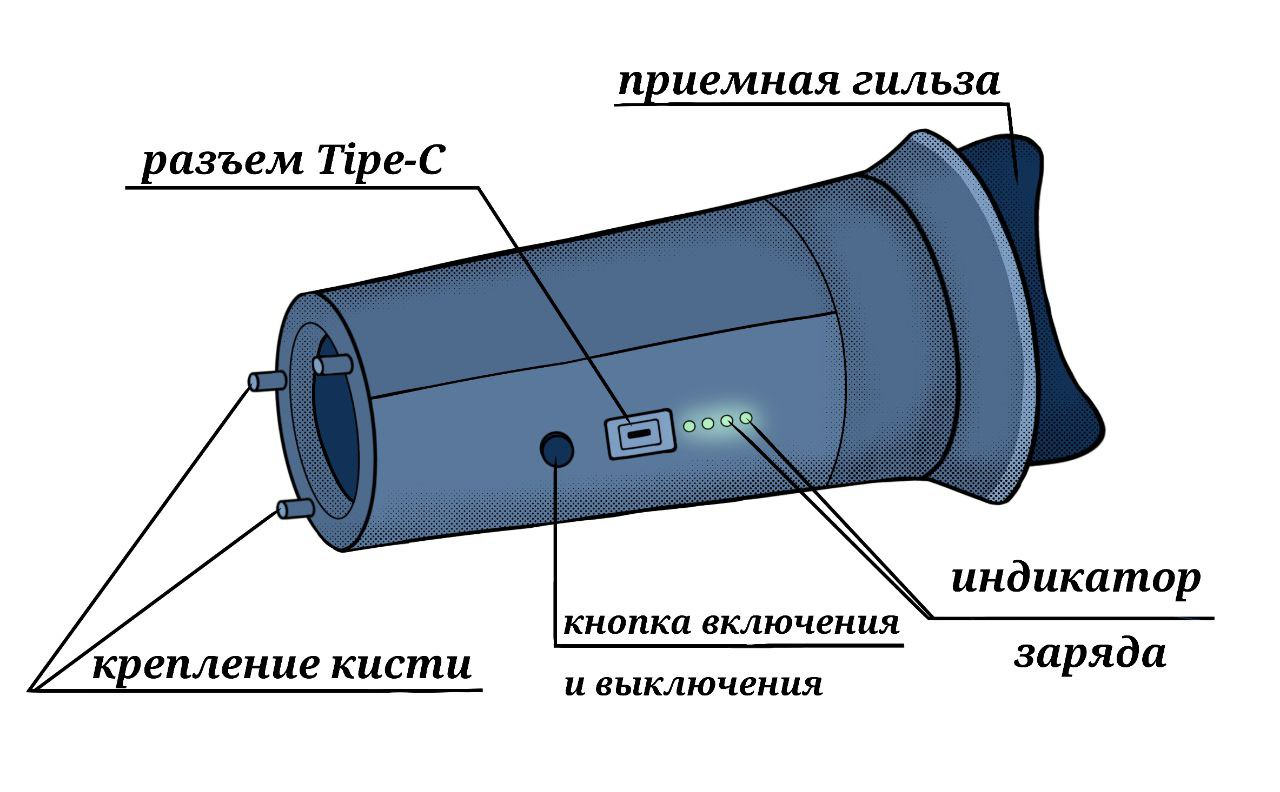 приемная гильза
разъем Tipe-C
индикатор
заряда
кнопка включения
и выключения
крепление кисти